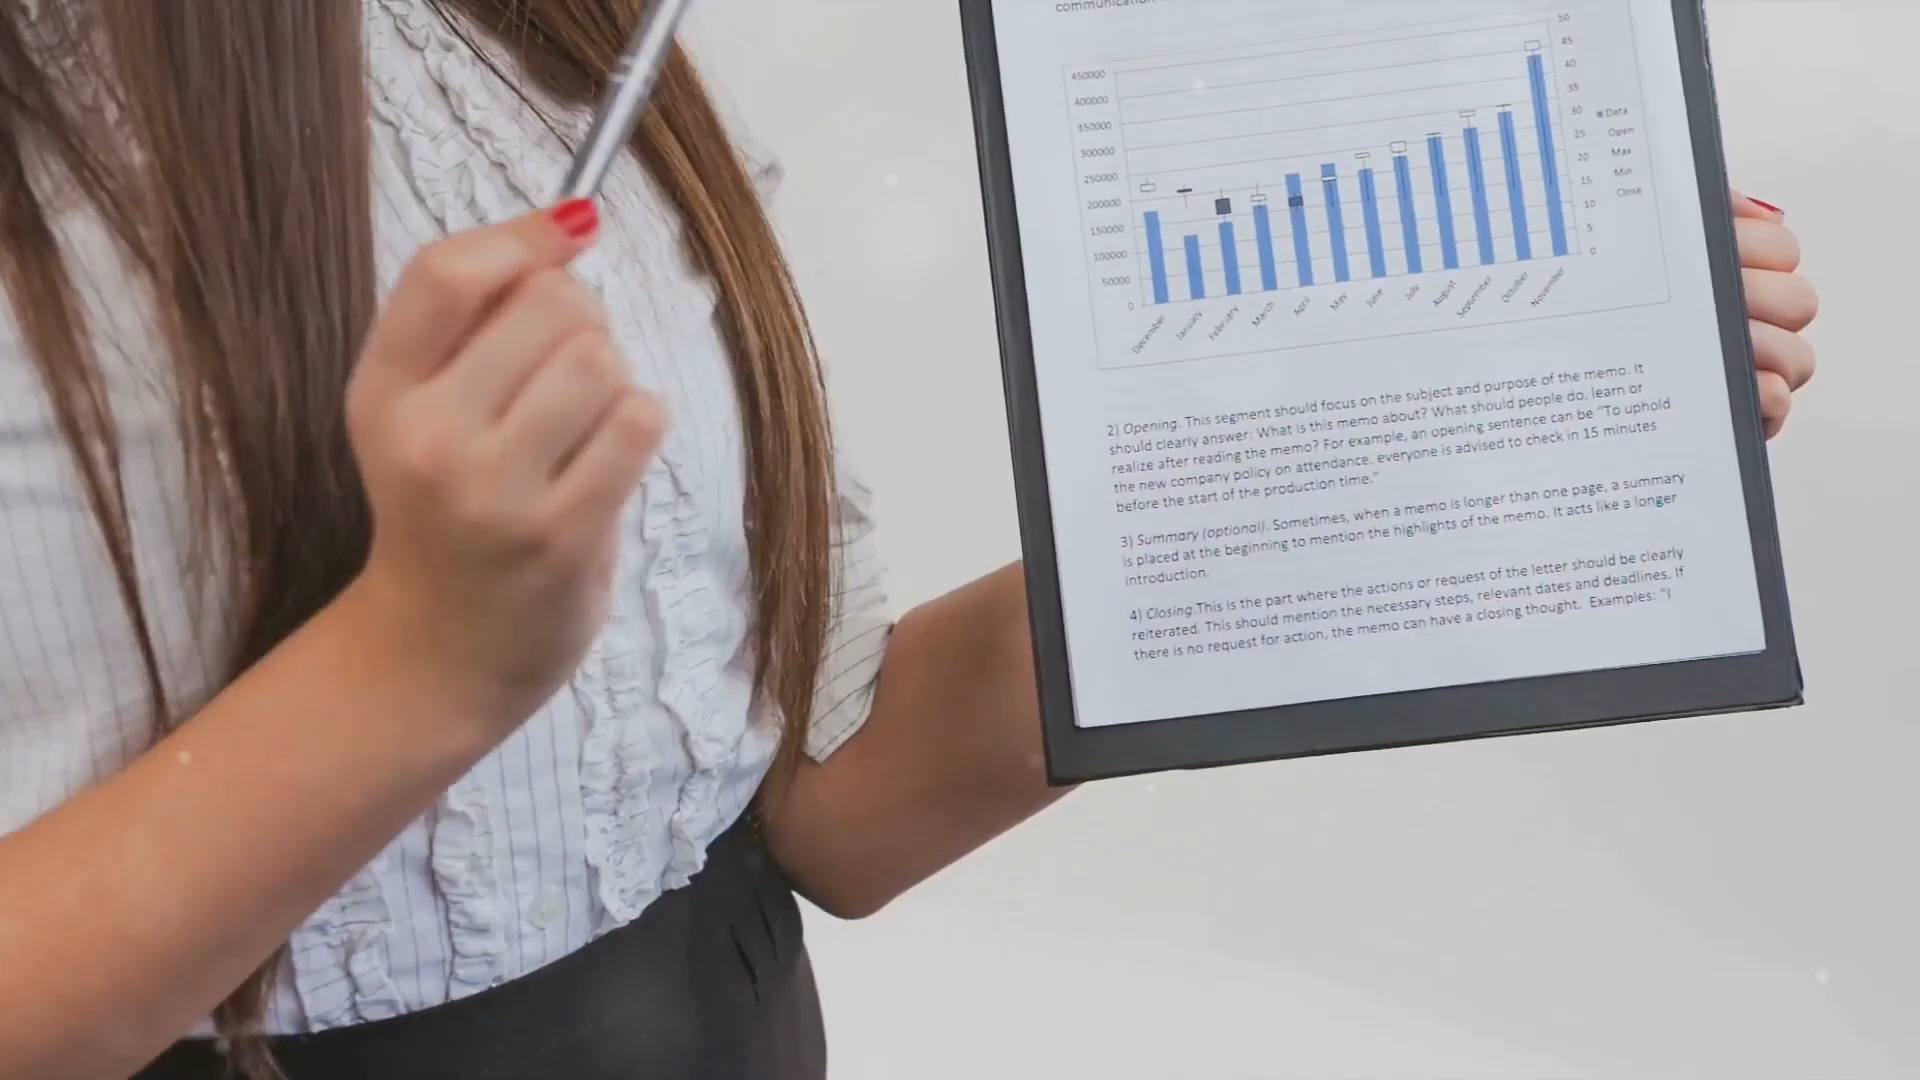 communication
450000
400000
350000
300000
250000
200000
150000
100000
50000
0
50
45
40
35
30
25
20
15
10
5
0
Data
Open
Max
Min
Close
December
January
February
March
April
May
June
July
August
September
October
November
2) Opening. This segment should focus on the subject and purpose of the memo. It
should clearly answer: What is this memo about? What should people do, learn or
realize after reading the memo? For example, an opening sentence can be “To uphold
the new company policy on attendance, everyone is advised to check in 15 minutes
before the start of the production time.”
3) Summary (optional). Sometimes, when a memo is longer than one page, a summary
is placed at the beginning to mention the highlights of the memo. It acts like a longer
introduction.
4) Closing.This is the part where the actions or request of the letter should be clearly
reiterated. This should mention the necessary steps, relevant dates and deadlines. If
there is no request for action, the memo can have a closing thought. Examples: “I